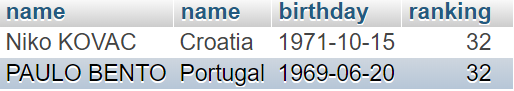 name name birthday ranking
Niko KOVAC Croatia 1971-10-15 32
PAULO BENTO Portugal 1969-06-20 32